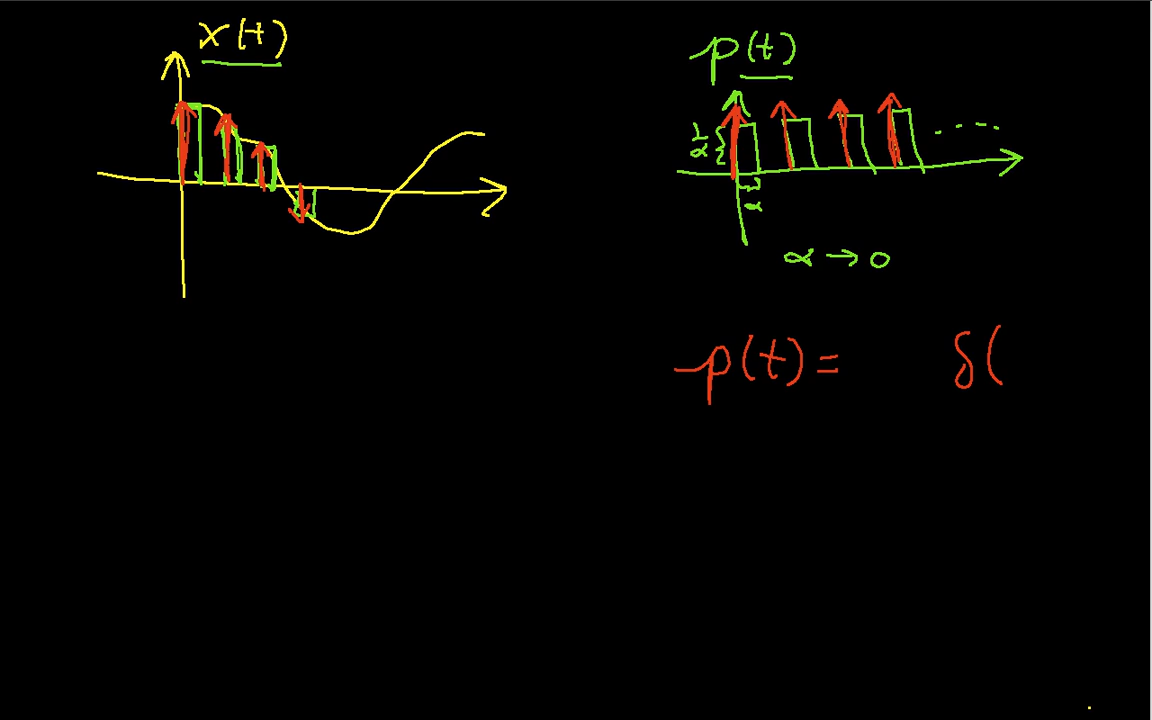 x(t)
p(t)
1/α
α
α → 0
p(t) = δ(